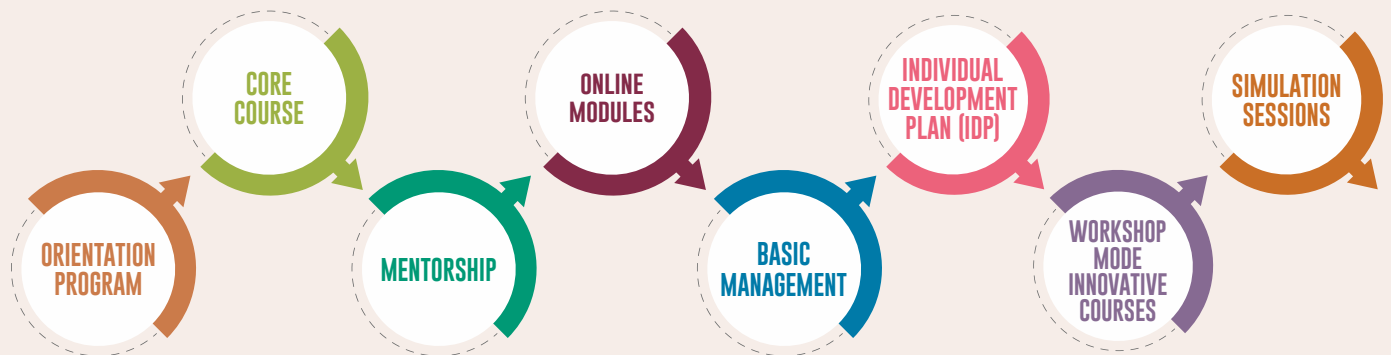 ORIENTATION
PROGRAM
CORE
COURSE
MENTORSHIP
ONLINE
MODULES
BASIC
MANAGEMENT
INDIVIDUAL
DEVELOPMENT
PLAN (IDP)
WORKSHOP
MODE
INNOVATIVE
COURSES
SIMULATION
SESSIONS